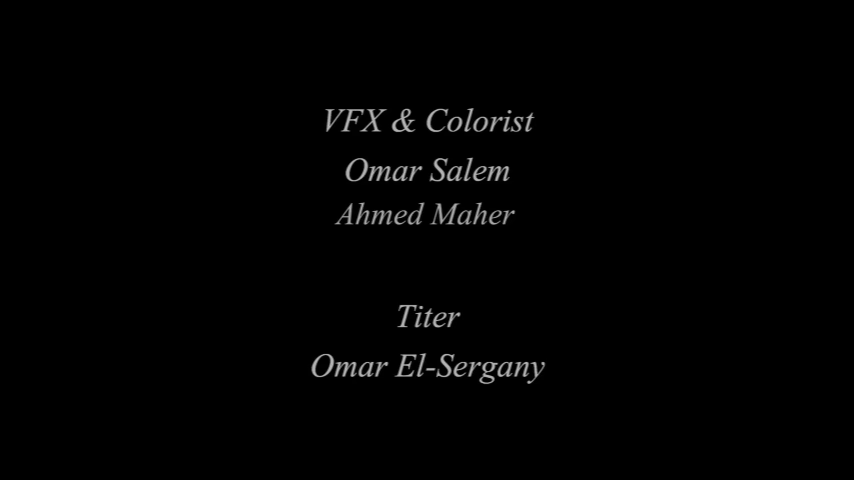 VFX & Colorist
Omar Salem
Ahmed Maher
Titer
Omar El-Sergany